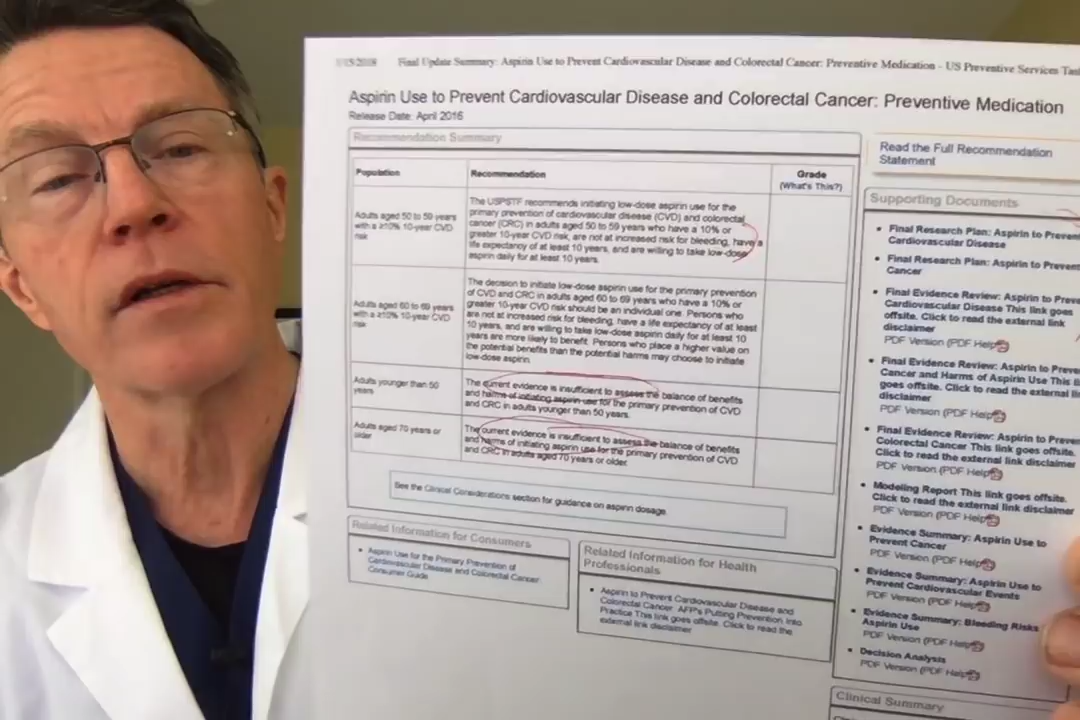 Final Update Summary: Aspirin Use to Prevent Cardiovascular Disease and Colorectal Cancer: Preventive Medication - US Preventive Services Task
Aspirin Use to Prevent Cardiovascular Disease and Colorectal Cancer: Preventive Medication
Release Date: April 2016
Recommendation Summary
Population
Recommendation
Grade
(What's This?)
Adults aged 50 to 59 years
with a ≥10% 10-year CVD
risk
The USPSTF recommends initiating low-dose aspirin use for the
primary prevention of cardiovascular disease (CVD) and colorectal
cancer (CRC) in adults aged 50 to 59 years who have a 10% or
greater 10-year CVD risk, are not at increased risk for bleeding, have a
life expectancy of at least 10 years, and are willing to take low-dose
aspirin daily for at least 10 years.
Adults aged 60 to 69 years
with a ≥10% 10-year CVD
risk
The decision to initiate low-dose aspirin use for the primary prevention
of CVD and CRC in adults aged 60 to 69 years who have a 10% or
greater 10-year CVD risk should be an individual one. Persons who
are not at increased risk for bleeding, have a life expectancy of at least
10 years, and are willing to take low-dose aspirin daily for at least 10
years are more likely to benefit. Persons who place a higher value on
the potential benefits than the potential harms may choose to initiate
low-dose aspirin.
Adults younger than 50
years
The current evidence is insufficient to assess the balance of benefits
and harms of initiating aspirin use for the primary prevention of CVD
and CRC in adults younger than 50 years.
Adults aged 70 years or
older
The current evidence is insufficient to assess the balance of benefits
and harms of initiating aspirin use for the primary prevention of CVD
and CRC in adults aged 70 years or older.
See the Clinical Considerations section for guidance on aspirin dosage.
Related Information for Consumers
Aspirin Use for the Primary Prevention of
Cardiovascular Disease and Colorectal Cancer:
Consumer Guide
Related Information for Health
Professionals
Aspirin to Prevent Cardiovascular Disease and
Colorectal Cancer: AFP's Putting Prevention Into
Practice This link goes offsite. Click to read the
external link disclaimer
Read the Full Recommendation
Statement
Supporting Documents
Final Research Plan: Aspirin to Prevent
Cardiovascular Disease
Final Research Plan: Aspirin to Prevent
Cancer
Final Evidence Review: Aspirin to Preve
Cardiovascular Disease This link goes
offsite. Click to read the external link
disclaimer
PDF Version (PDF Help)
Final Evidence Review: Aspirin to Preve
Cancer and Harms of Aspirin Use This li
goes offsite. Click to read the external link
disclaimer
PDF Version (PDF Help)
Final Evidence Review: Aspirin to Preve
Colorectal Cancer This link goes offsite.
Click to read the external link disclaimer
PDF Version (PDF Help)
Modeling Report This link goes offsite.
Click to read the external link disclaimer
PDF Version (PDF Help)
Evidence Summary: Aspirin Use to
Prevent Cancer
PDF Version (PDF Help)
Evidence Summary: Aspirin Use to
Prevent Cardiovascular Events
PDF Version (PDF Help)
Evidence Summary: Bleeding Risks
Aspirin Use
PDF Version (PDF Help)
Decision Analysis
PDF Version (PDF Help)
Clinical Summary